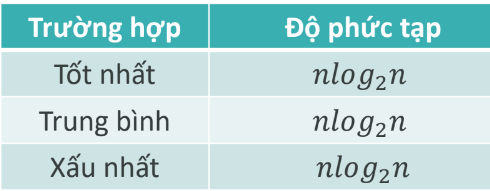 Trường hợp Độ phức tạp
Tốt nhất nlog₂n
Trung bình nlog₂n
Xấu nhất nlog₂n